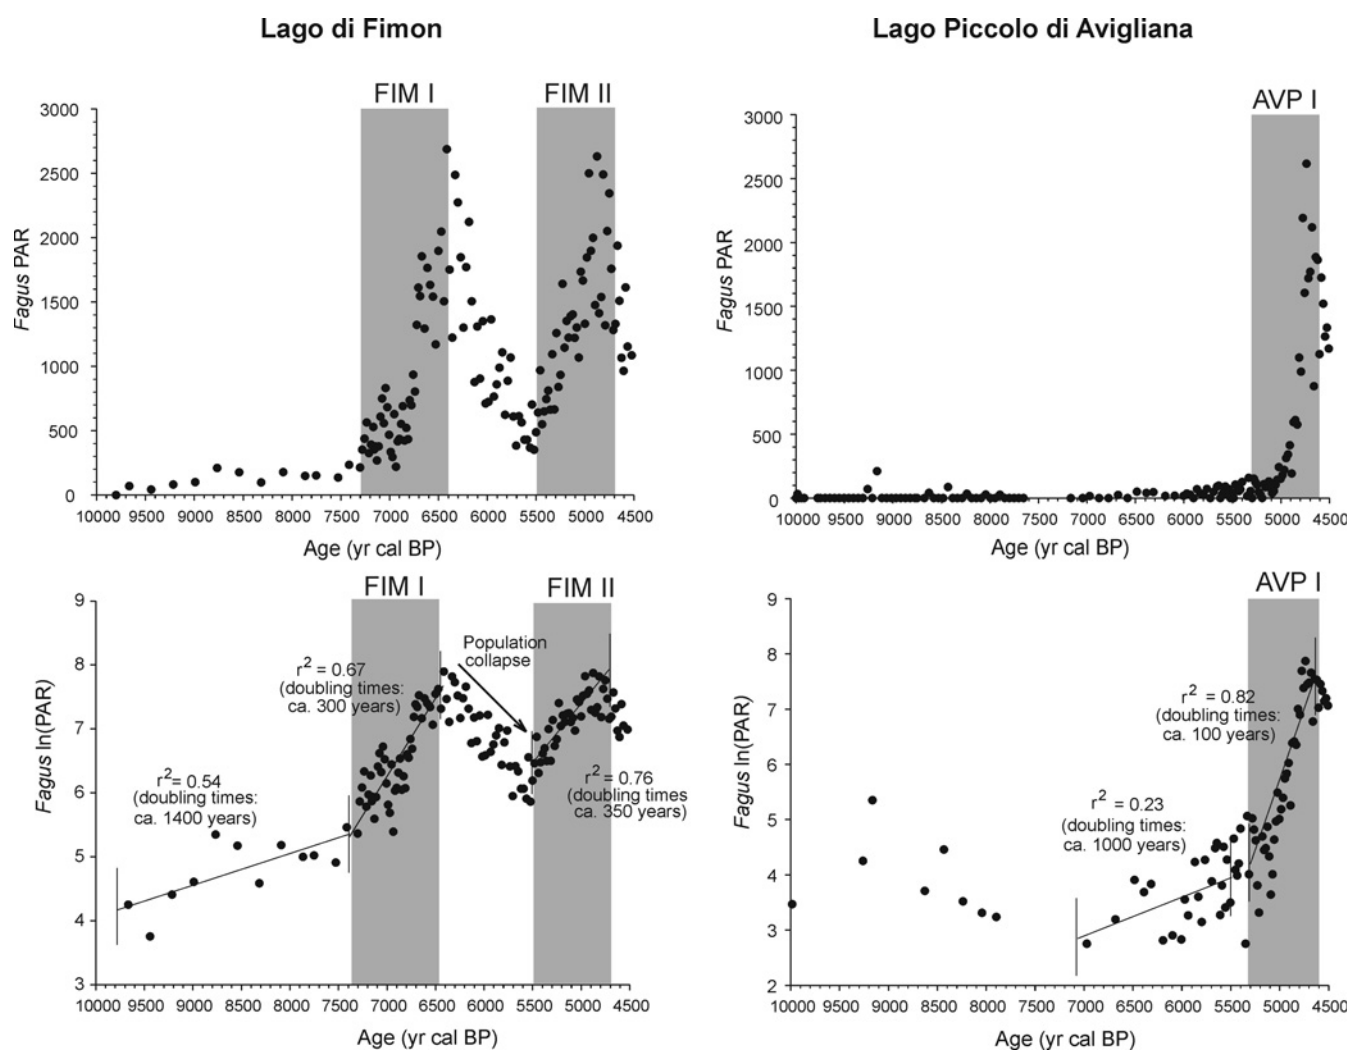 Lago di Fimon
Lago Piccolo di Avigliana
FIM I
FIM II
3000
2500
2000
1500
1000
500
0
Fagus PAR
10000 9500 9000 8500 8000 7500 7000 6500 6000 5500 5000 4500
Age (yr cal BP)
AVP I
3000
2500
2000
1500
1000
500
0
Fagus PAR
10000 9500 9000 8500 8000 7500 7000 6500 6000 5500 5000 4500
Age (yr cal BP)
FIM I
FIM II
9
8
7
6
5
4
3
Fagus ln(PAR)
r2 = 0.54
(doubling times:
ca. 1400 years)
r2 = 0.67
(doubling times:
ca. 300 years)
Population
collapse
r2 = 0.76
(doubling times
ca. 350 years)
10000 9500 9000 8500 8000 7500 7000 6500 6000 5500 5000 4500
Age (yr cal BP)
AVP I
9
8
7
6
5
4
3
2
Fagus ln(PAR)
r2 = 0.82
(doubling times:
ca. 100 years)
r2 = 0.23
(doubling times:
ca. 1000 years)
10000 9500 9000 8500 8000 7500 7000 6500 6000 5500 5000 4500
Age (yr cal BP)